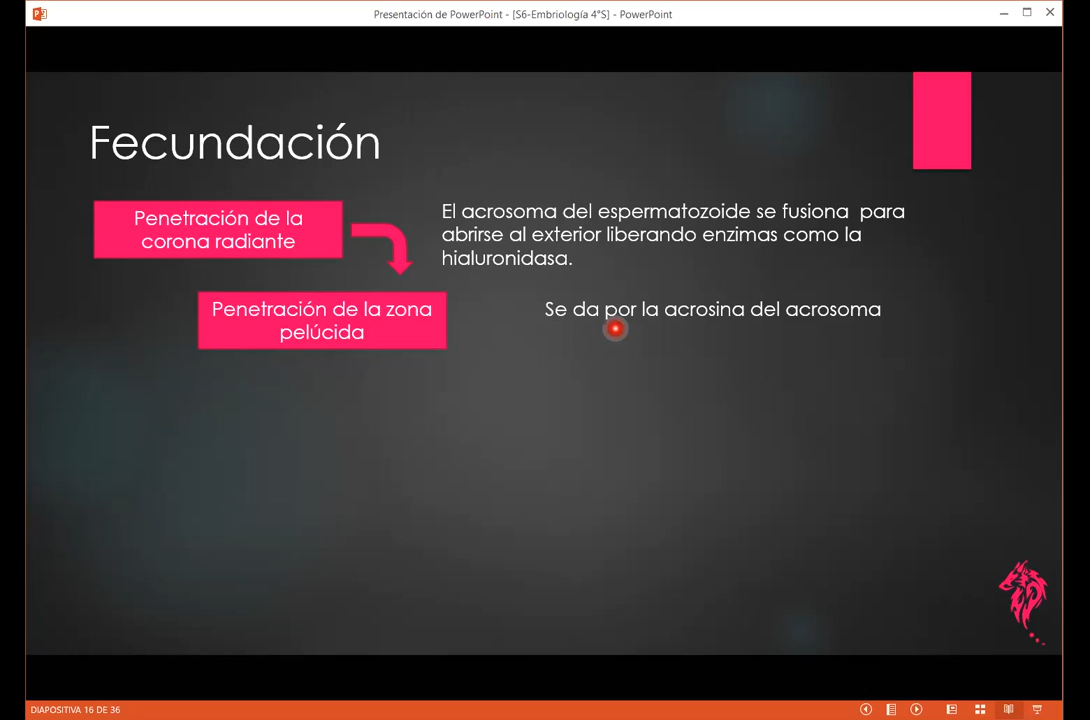 Presentación de PowerPoint - [S6-Embriología 4°S] - PowerPoint
Fecundación
Penetración de la
corona radiante
El acrosoma del espermatozoide se fusiona para
abrirse al exterior liberando enzimas como la
hialuronidasa.
Penetración de la zona
pelúcida
Se da por la acrosina del acrosoma
DIAPOSITIVA 16 DE 36